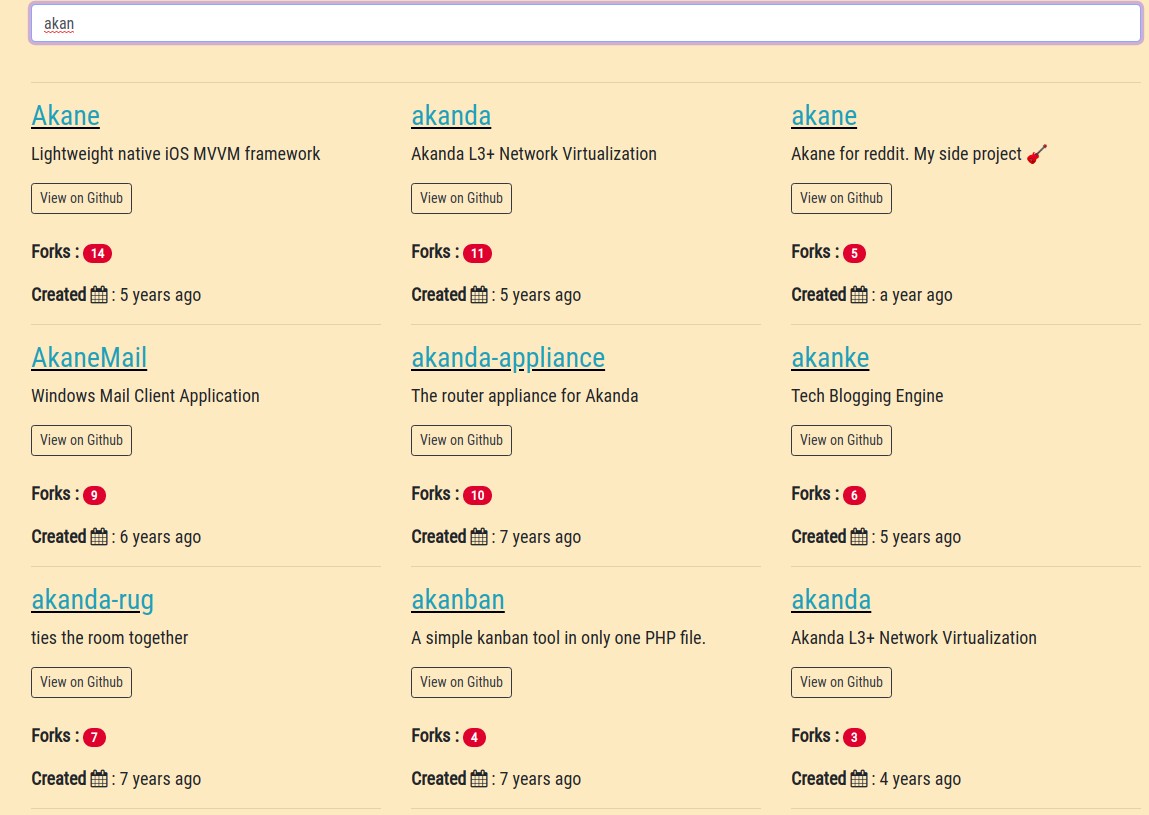 akan
Akane
Lightweight native iOS MVVM framework
View on Github
Forks : 14
Created : 5 years ago
akanda
Akanda L3+ Network Virtualization
View on Github
Forks : 11
Created : 5 years ago
akane
Akane for reddit. My side project 🎸
View on Github
Forks : 5
Created : a year ago
AkaneMail
Windows Mail Client Application
View on Github
Forks : 9
Created : 6 years ago
akanda-appliance
The router appliance for Akanda
View on Github
Forks : 10
Created : 7 years ago
akanke
Tech Blogging Engine
View on Github
Forks : 6
Created : 5 years ago
akanda-rug
ties the room together
View on Github
Forks : 7
Created : 7 years ago
akanban
A simple kanban tool in only one PHP file.
View on Github
Forks : 4
Created : 7 years ago
akanda
Akanda L3+ Network Virtualization
View on Github
Forks : 3
Created : 4 years ago